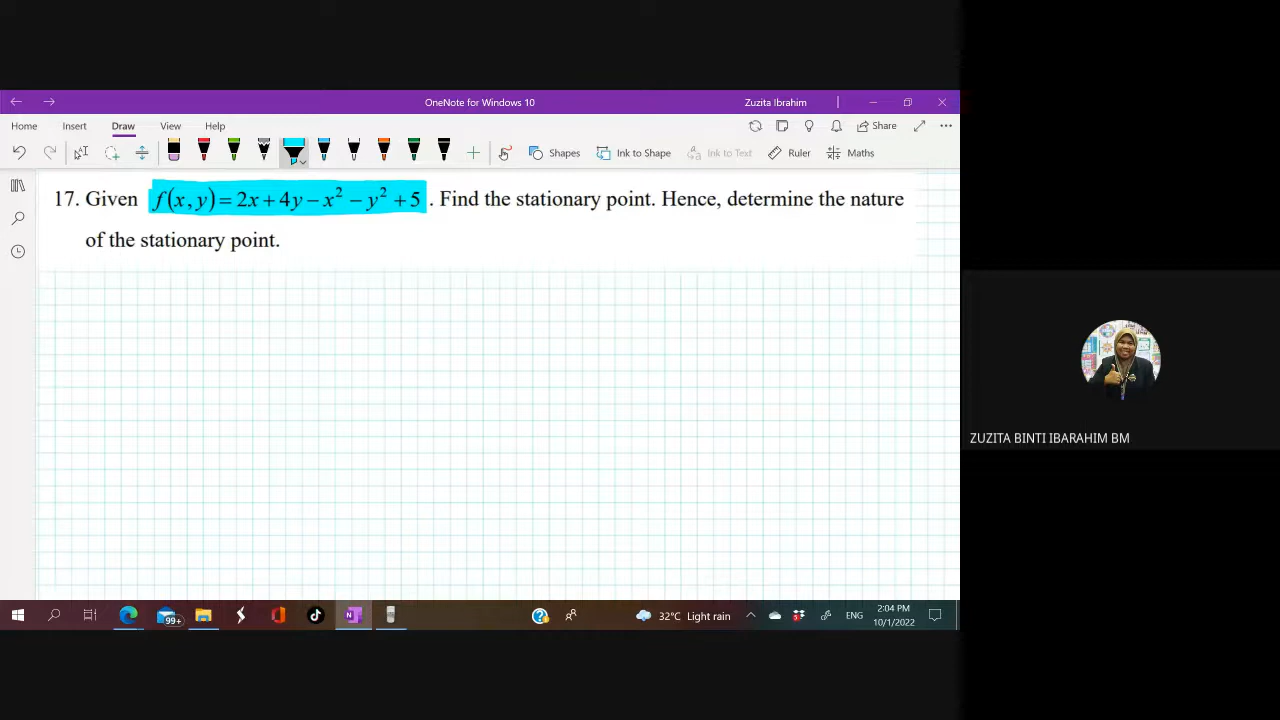 OneNote for Windows 10
Zuzita Ibrahim
Home Insert Draw View Help
Share
Shapes Ink to Shape Ink to Text Ruler Maths
17. Given f(x, y) = 2x + 4y − x² − y² + 5 . Find the stationary point. Hence, determine the nature
of the stationary point.
ZUZITA BINTI IBARAHIM BM
99+
32°C Light rain
ENG
2:04 PM
10/1/2022